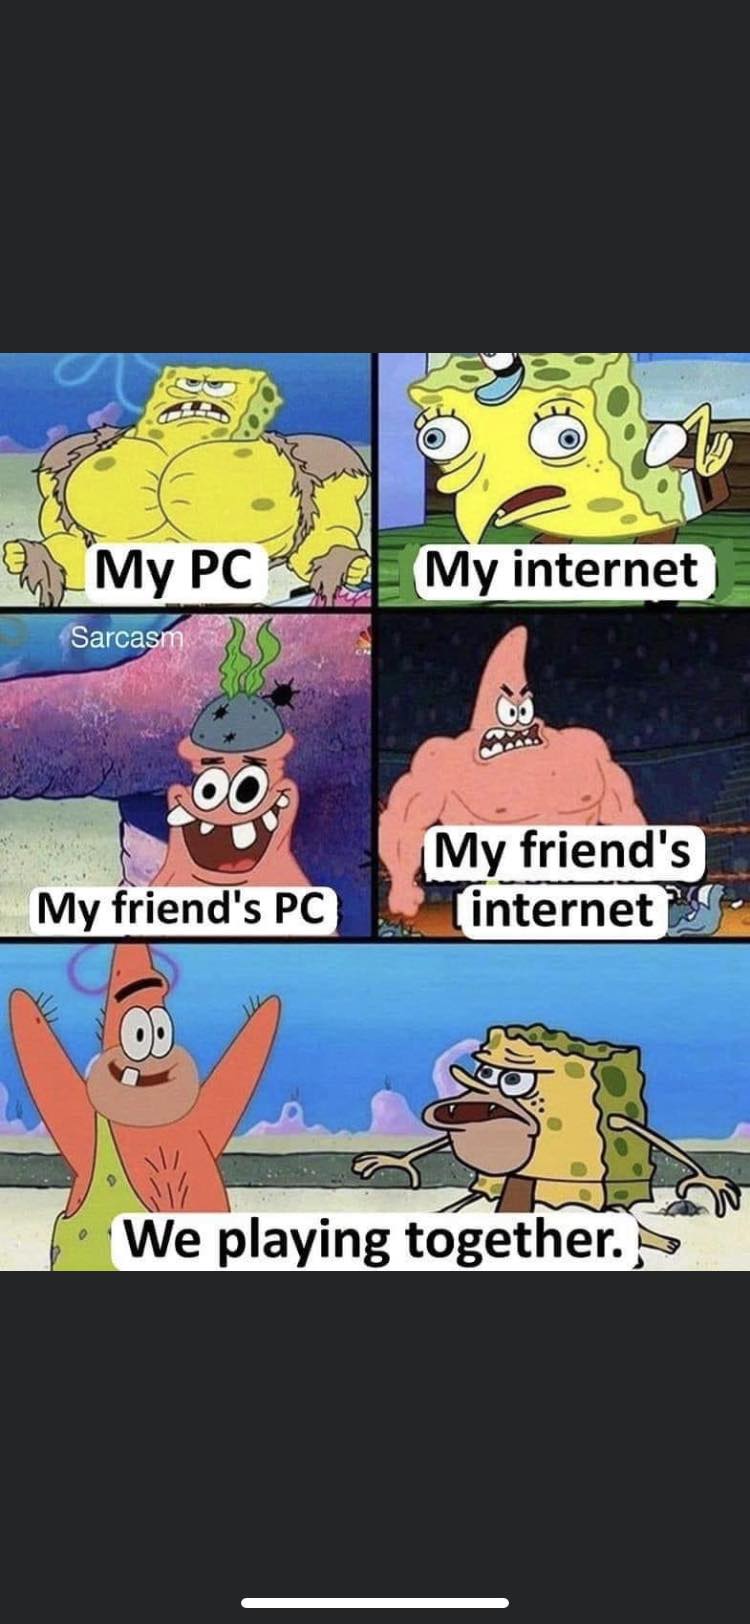 My PC
My internet
Sarcasm
My friend's PC
My friend's
internet
We playing together.